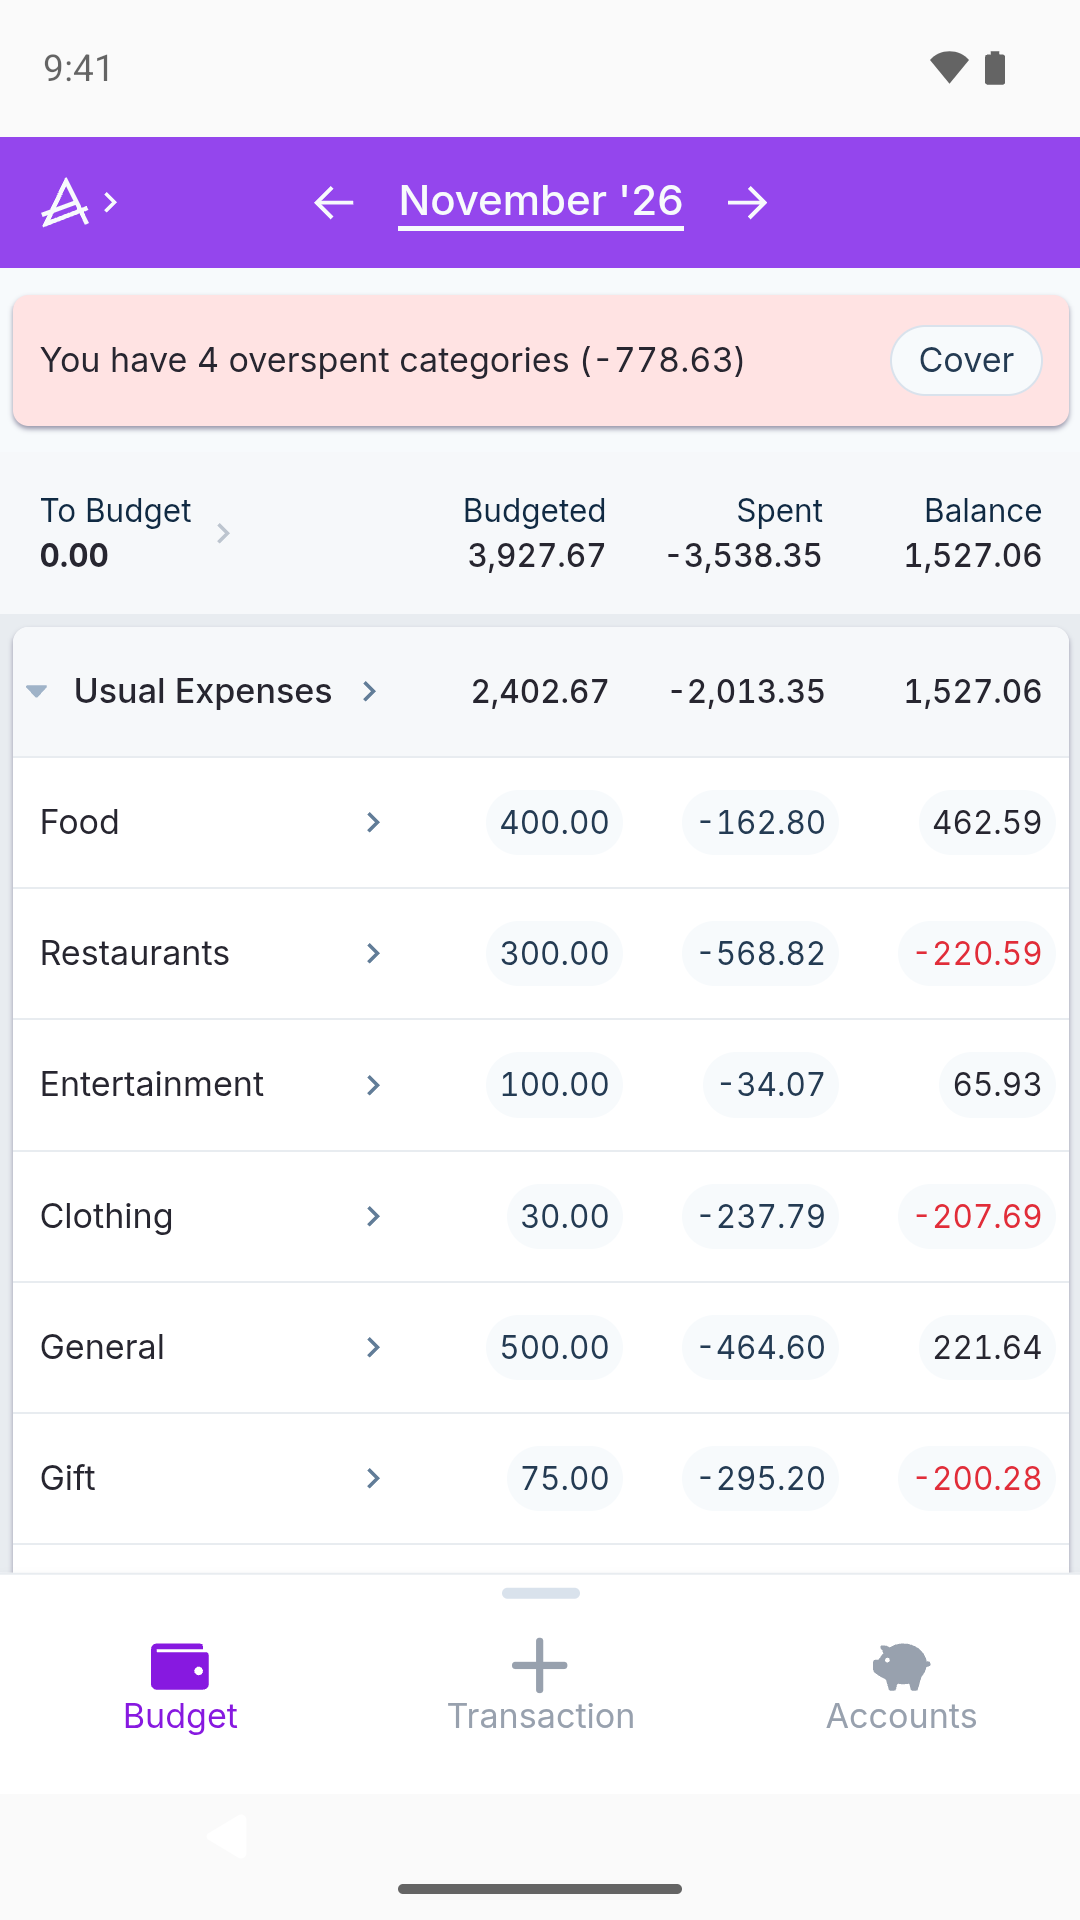 9:41
November '26
You have 4 overspent categories (-778.63) Cover
To Budget Budgeted Spent Balance
0.00 3,927.67 -3,538.35 1,527.06
Usual Expenses 2,402.67 -2,013.35 1,527.06
Food 400.00 -162.80 462.59
Restaurants 300.00 -568.82 -220.59
Entertainment 100.00 -34.07 65.93
Clothing 30.00 -237.79 -207.69
General 500.00 -464.60 221.64
Gift 75.00 -295.20 -200.28
Budget Transaction Accounts